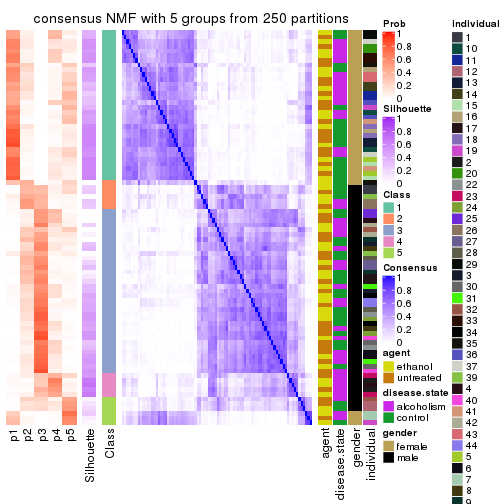 consensus NMF with 5 groups from 250 partitions
p1
p2
p3
p4
p5
Silhouette
Class
agent
disease.state
gender
individual
Prob
1
0.8
0.6
0.4
0.2
0
Silhouette
1
0.8
0.6
0.4
0.2
0
Class
1
2
3
4
5
Consensus
1
0.8
0.6
0.4
0.2
0
agent
ethanol
untreated
disease.state
alcoholism
control
gender
female
male
individual
1
10
11
12
13
14
15
16
17
18
19
2
20
22
23
24
25
26
27
28
29
3
30
31
32
33
34
35
36
37
39
4
40
41
42
43
44
5
6
7
8
9